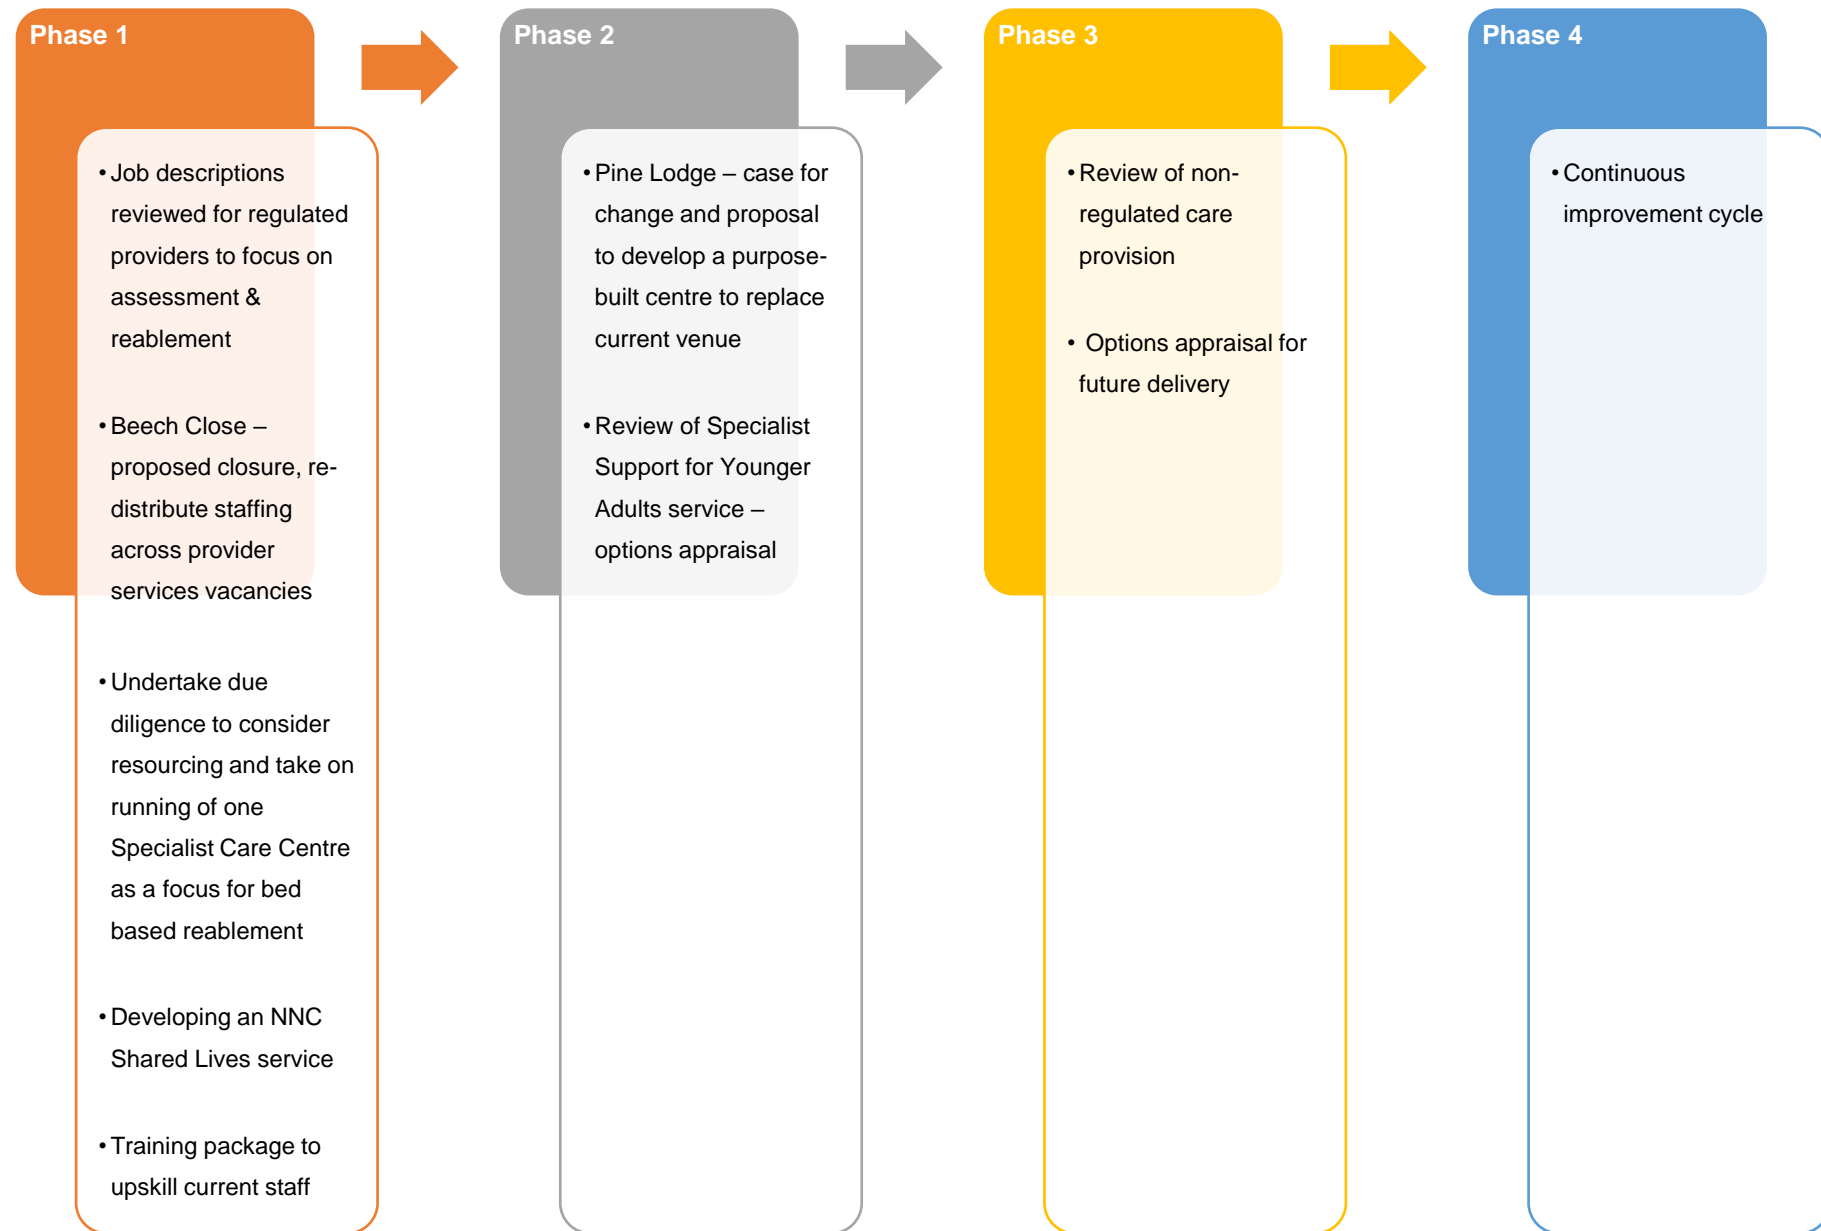 Phase 1
• Job descriptions
reviewed for regulated
providers to focus on
assessment &
reablement
• Beech Close –
proposed closure, re-
distribute staffing
across provider
services vacancies
• Undertake due
diligence to consider
resourcing and take on
running of one
Specialist Care Centre
as a focus for bed
based reablement
• Developing an NNC
Shared Lives service
• Training package to
upskill current staff
Phase 2
• Pine Lodge – case for
change and proposal
to develop a purpose-
built centre to replace
current venue
• Review of Specialist
Support for Younger
Adults service –
options appraisal
Phase 3
• Review of non-
regulated care
provision
• Options appraisal for
future delivery
Phase 4
• Continuous
improvement cycle